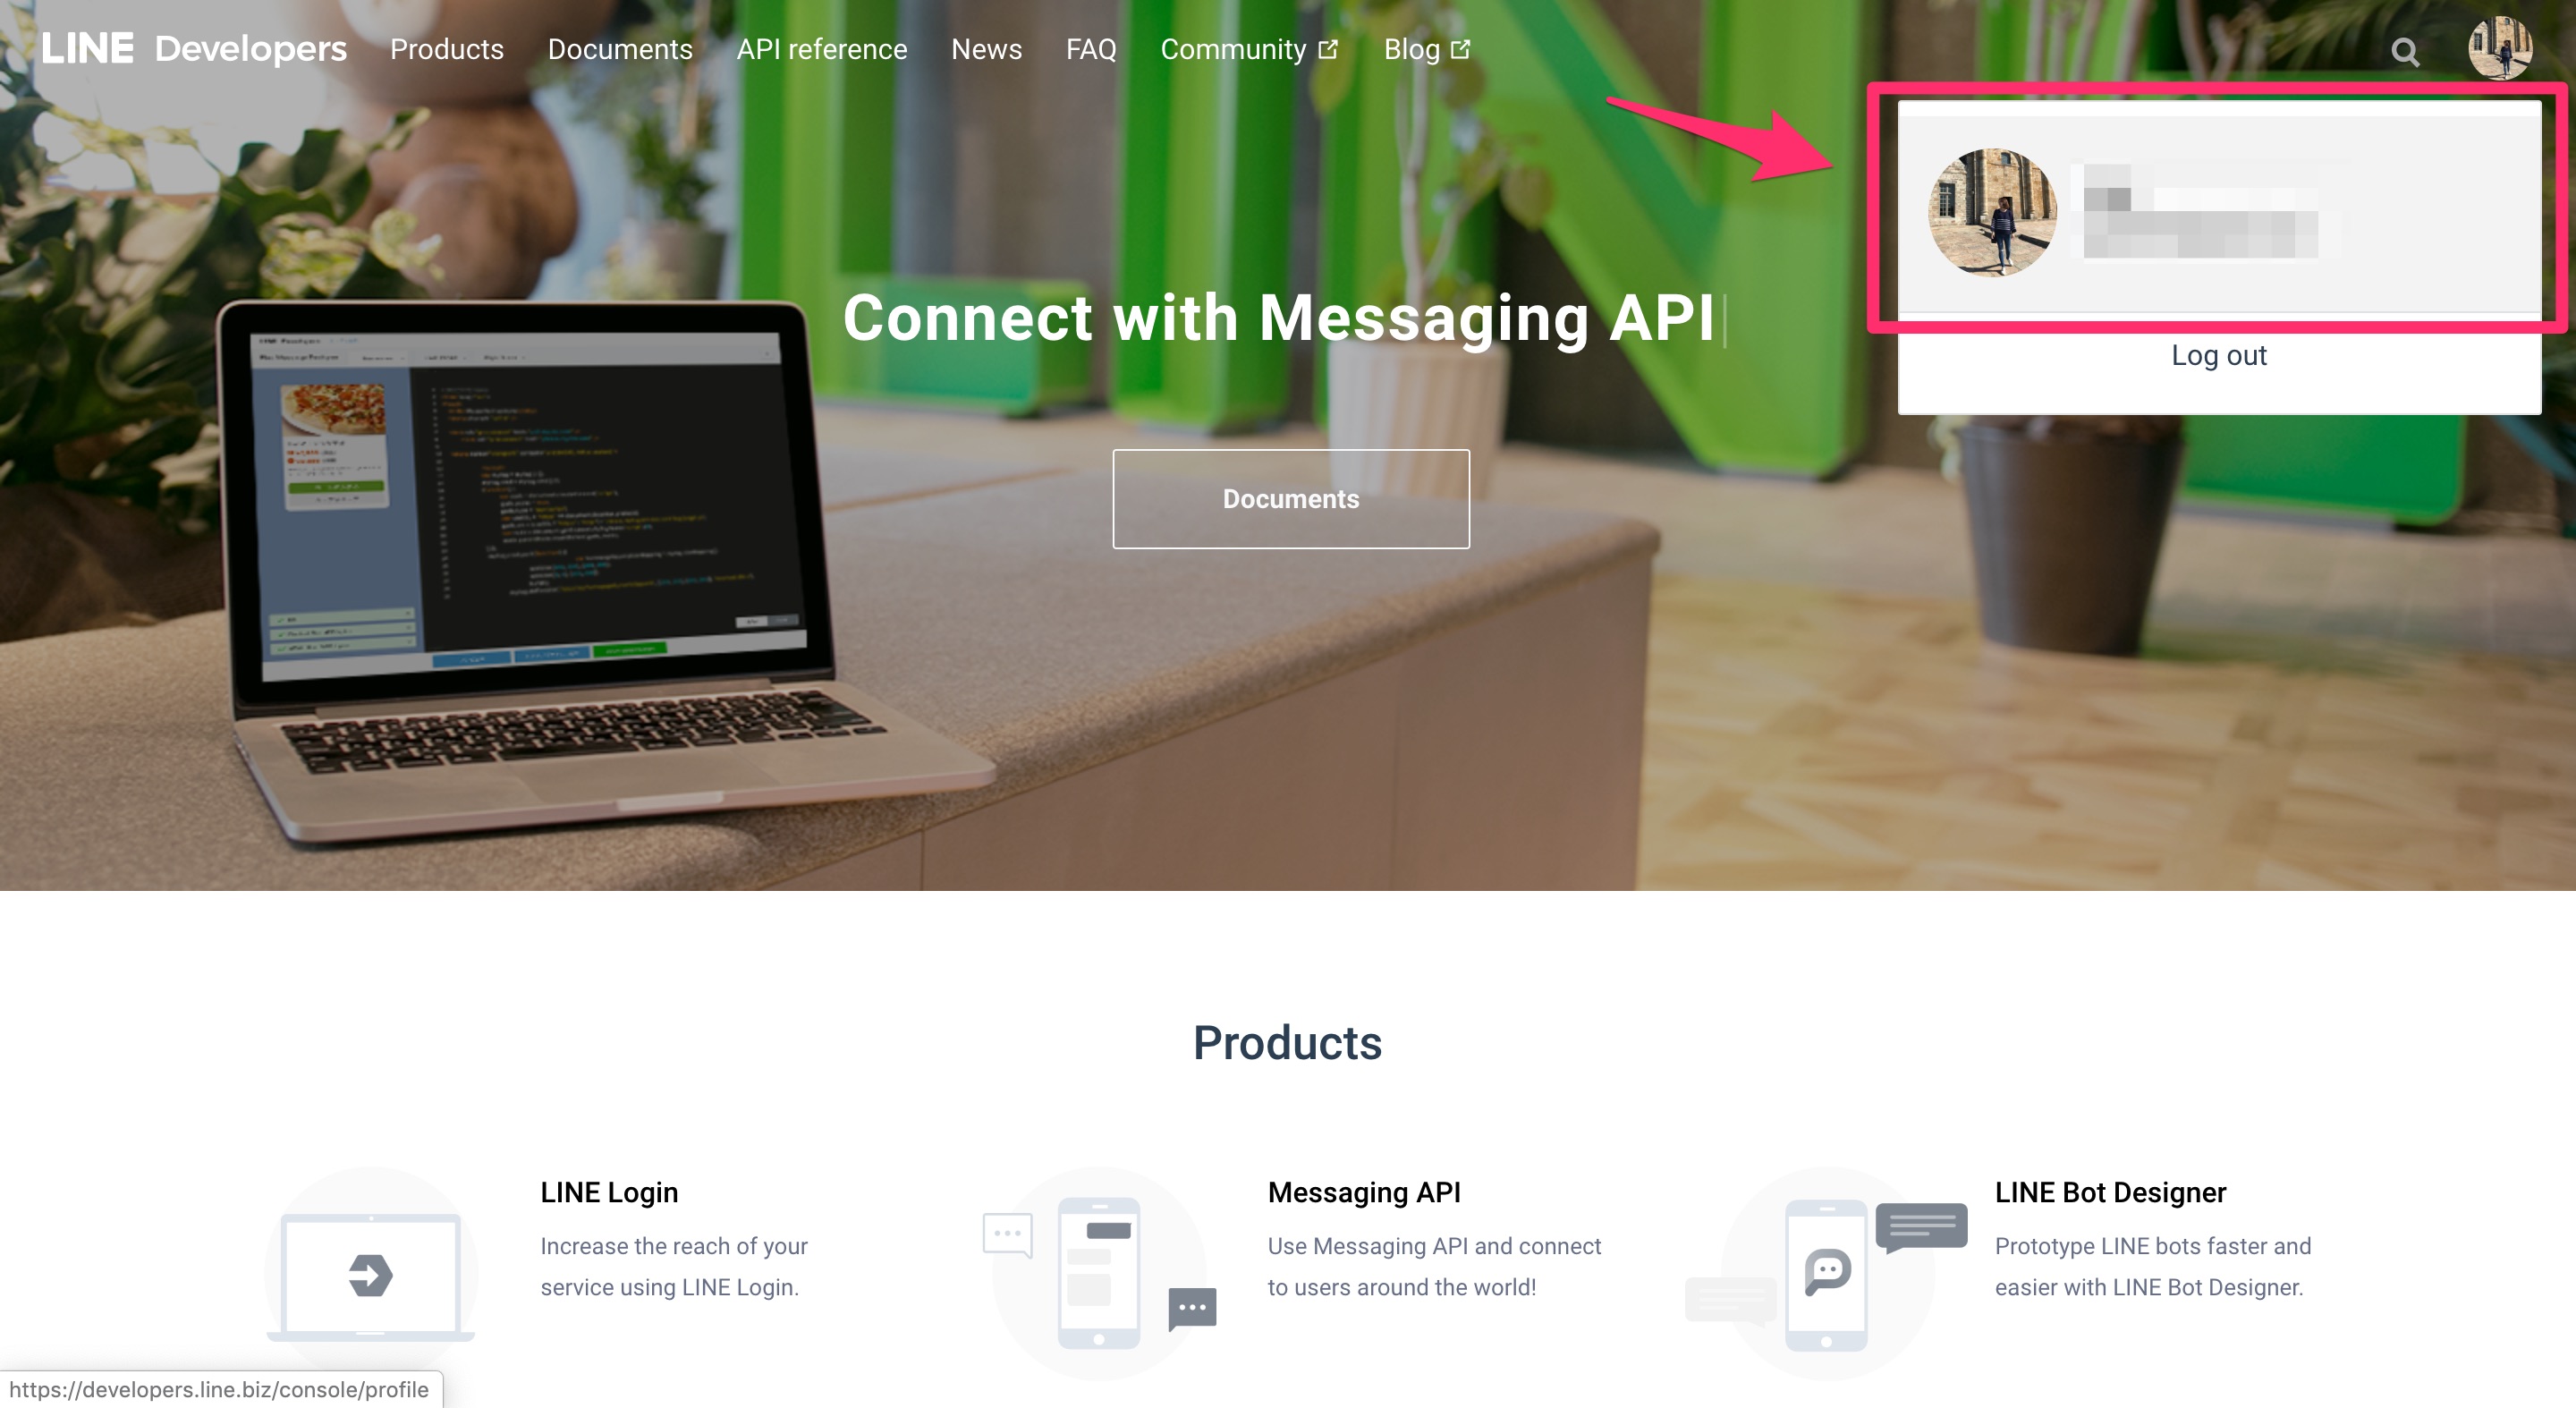 LINE Developers Products Documents API reference News FAQ Community Blog
Connect with Messaging API
Log out
Documents
Products
LINE Login
Increase the reach of your
service using LINE Login.
Messaging API
Use Messaging API and connect
to users around the world!
LINE Bot Designer
Prototype LINE bots faster and
easier with LINE Bot Designer.
https://developers.line.biz/console/profile